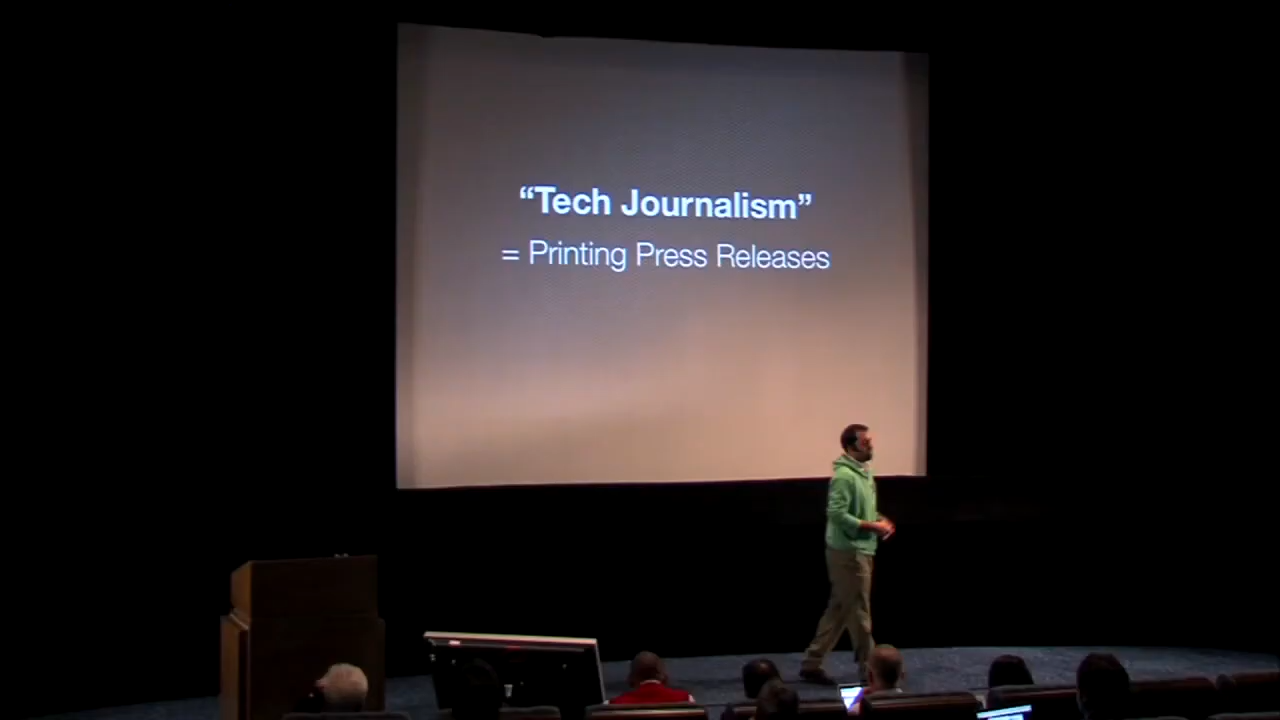 “Tech Journalism”
= Printing Press Releases